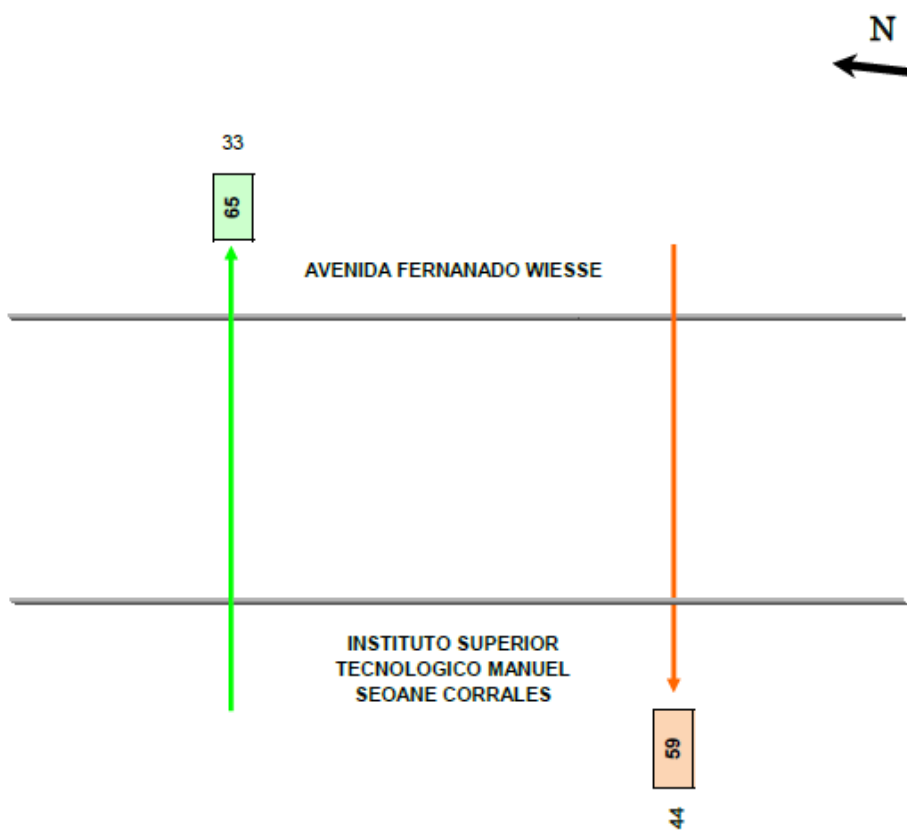 N
33
65
AVENIDA FERNANADO WIESSE
INSTITUTO SUPERIOR
TECNOLOGICO MANUEL
SEOANE CORRALES
59
44